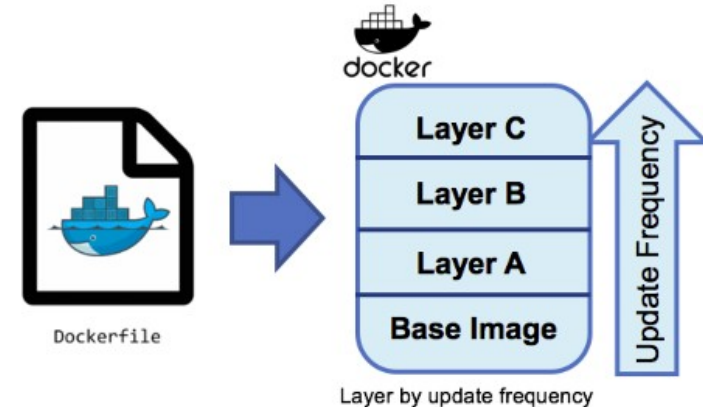 docker
Layer C
Layer B
Layer A
Base Image
Update Frequency
Dockerfile
Layer by update frequency